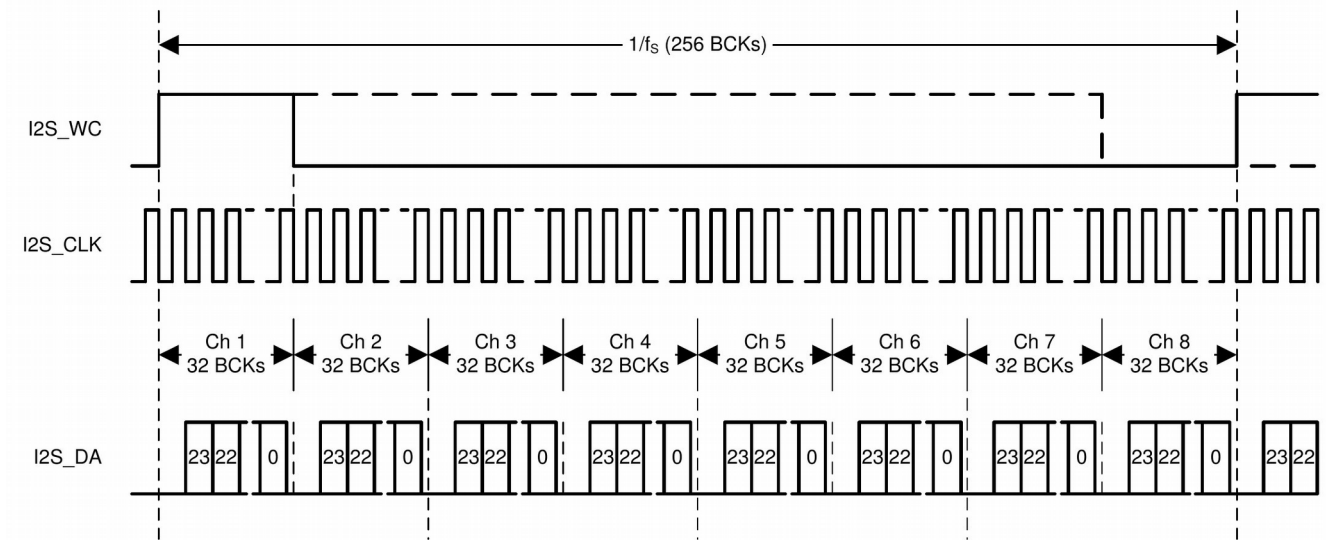 1/fS (256 BCKs)
I2S_WC
I2S_CLK
Ch 1 Ch 2 Ch 3 Ch 4 Ch 5 Ch 6 Ch 7 Ch 8
32 BCKs 32 BCKs 32 BCKs 32 BCKs 32 BCKs 32 BCKs 32 BCKs 32 BCKs
I2S_DA 23 22 0 23 22 0 23 22 0 23 22 0 23 22 0 23 22 0 23 22 0 23 22 0 23 22